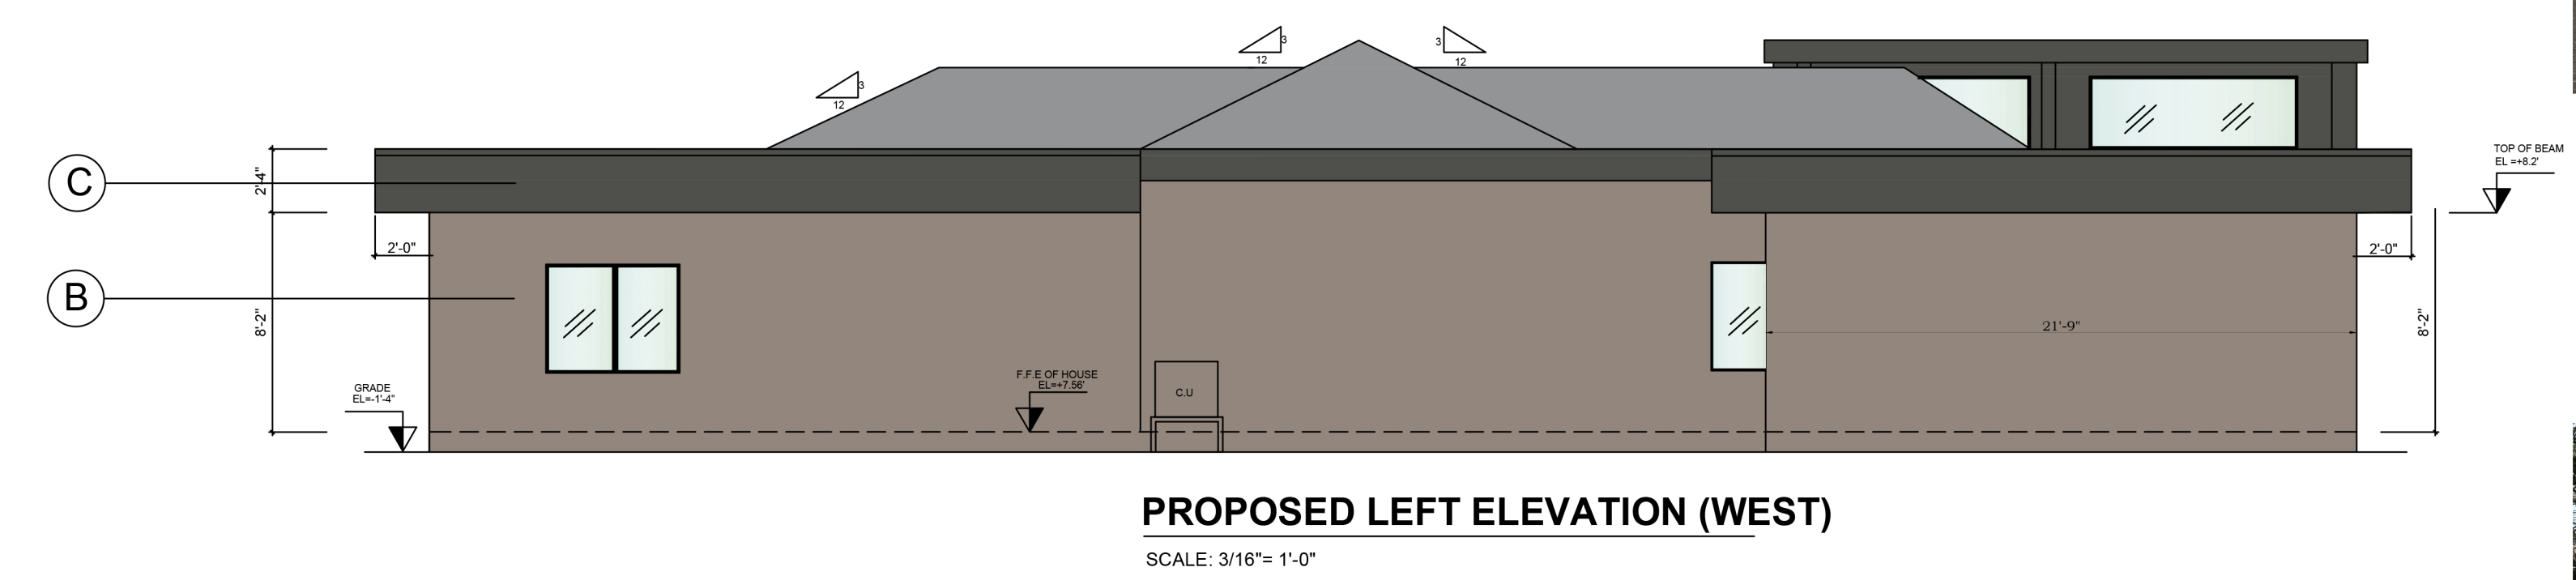 3
12
3
12
3
12
TOP OF BEAM
EL =+8.2'
C
2'-4"
2'-0"
2'-0"
B
8'-2"
21'-9"
8'-2"
F.F.E OF HOUSE
EL=+7.56'
GRADE
EL=-1'-4"
C.U
PROPOSED LEFT ELEVATION (WEST)
SCALE: 3/16"= 1'-0"